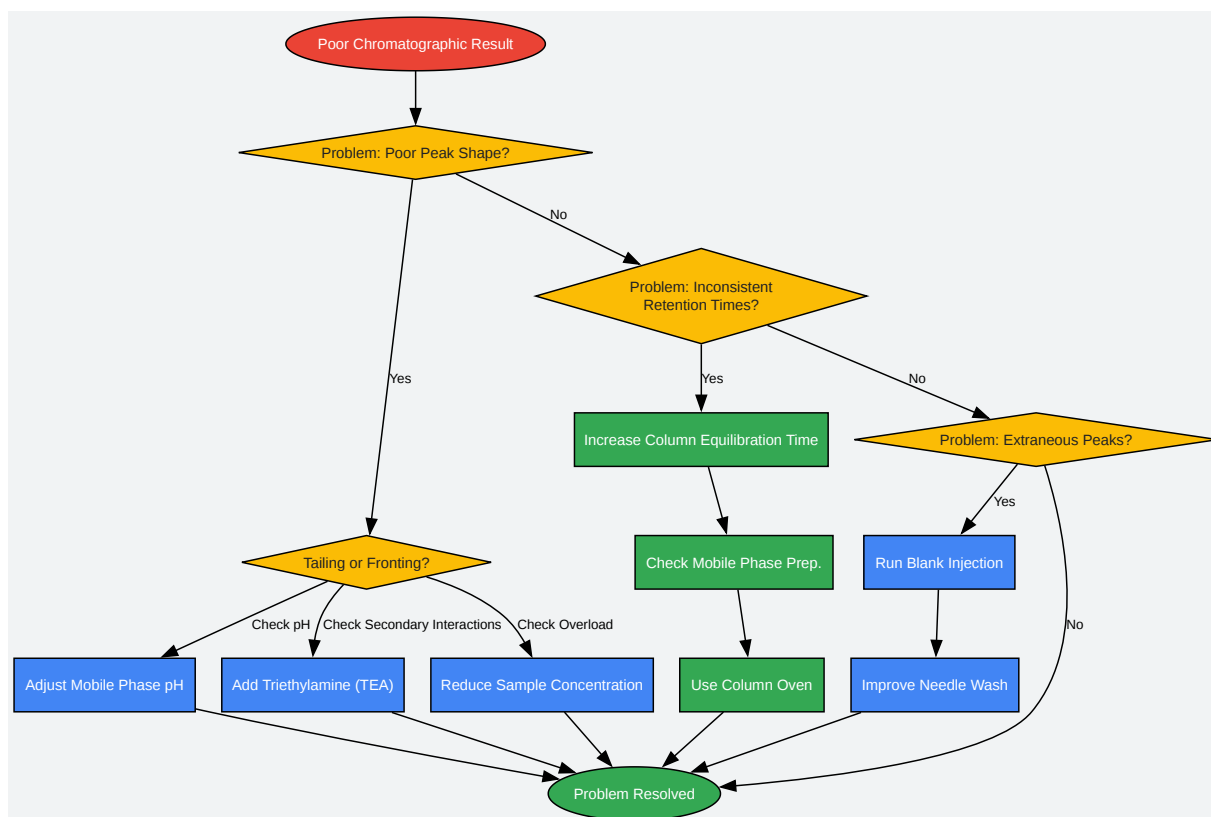 Poor Chromatographic Result
Problem: Poor Peak Shape?
No
Problem: Inconsistent
Retention Times?
Yes
Yes
No
Increase Column Equilibration Time
Problem: Extraneous Peaks?
Yes
Check Mobile Phase Prep.
Run Blank Injection
Tailing or Fronting?
Check pH
Check Secondary Interactions
Check Overload
No
Adjust Mobile Phase pH
Add Triethylamine (TEA)
Reduce Sample Concentration
Use Column Oven
Improve Needle Wash
Problem Resolved